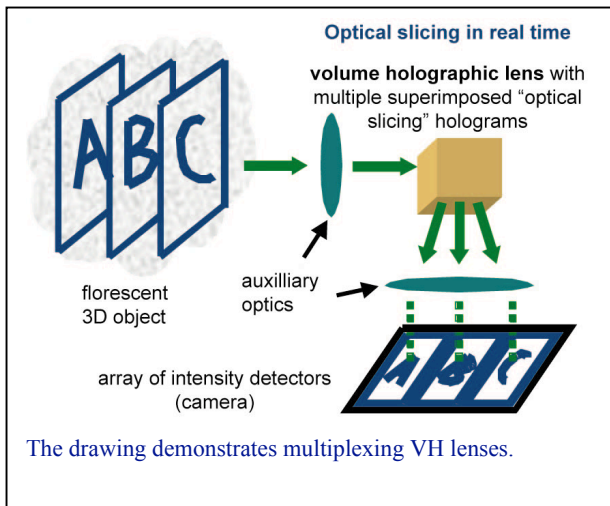 Optical slicing in real time
volume holographic lens with
multiple superimposed “optical
slicing” holograms
A B C
florescent
3D object
auxilliary
optics
array of intensity detectors
(camera)
A B C
The drawing demonstrates multiplexing VH lenses.